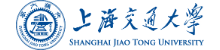 上海交通大學
SHANGHAI JIAO TONG UNIVERSITY